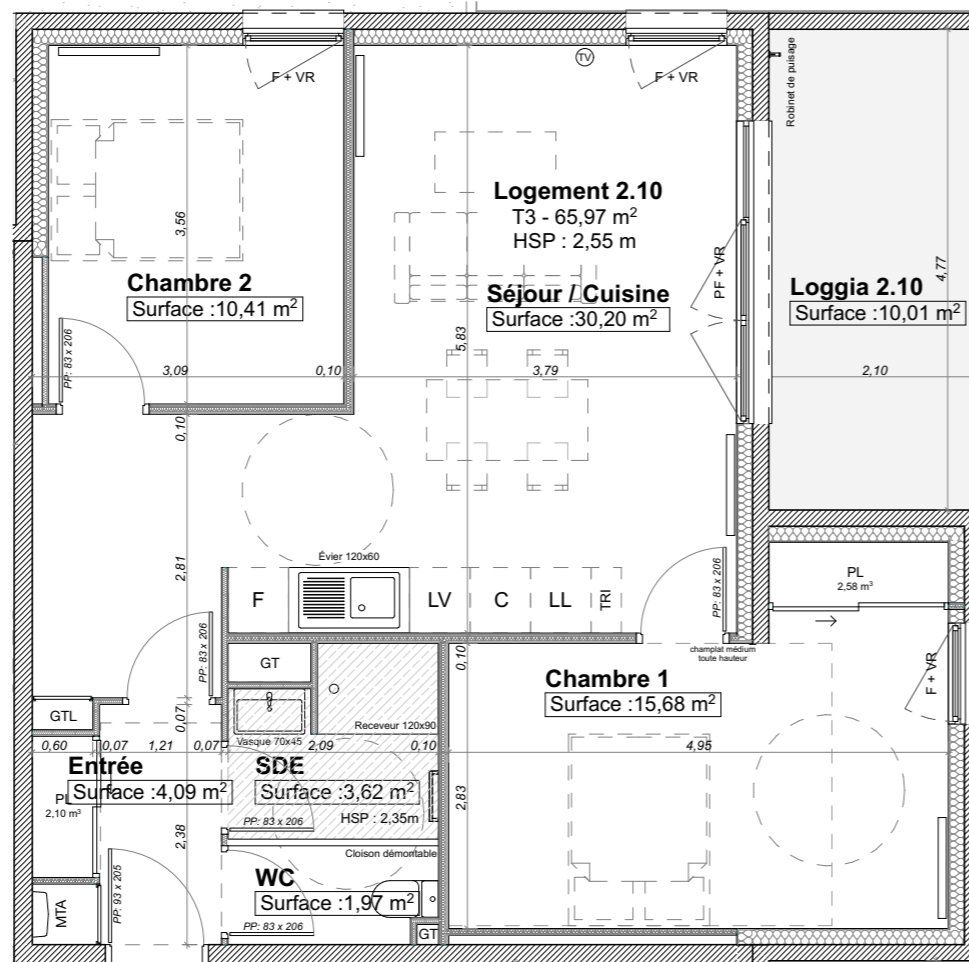 F + VR
TV
F + VR
Robinet de puisage
Logement 2.10
T3 - 65,97 m²
HSP : 2,55 m
3,56
Chambre 2
Surface :10,41 m²
Séjour / Cuisine
Surface :30,20 m²
PF + VR
4,77
Loggia 2.10
Surface :10,01 m²
5,83
PP: 83 x 206
3,09
0,10
3,79
2,10
0,10
Évier 120x60
2,81
F
LV
C
LL
TRI
PP: 83 x 206
PL
2,58 m³
PP: 83 x 206
GT
0,10
champlat médium
toute hauteur
F + VR
Chambre 1
Surface :15,68 m²
GTL
0,07
Receveur 120x90
Vasque 70x45
0,60
0,07
1,21
0,07
2,09
0,10
4,95
Entrée
Surface :4,09 m²
SDE
Surface :3,62 m²
PL
2,10 m³
HSP : 2,35m
2,83
PP: 83 x 206
2,38
Cloison démontable
WC
Surface :1,97 m²
MTA
PP: 93 x 205
PP: 83 x 206
GT